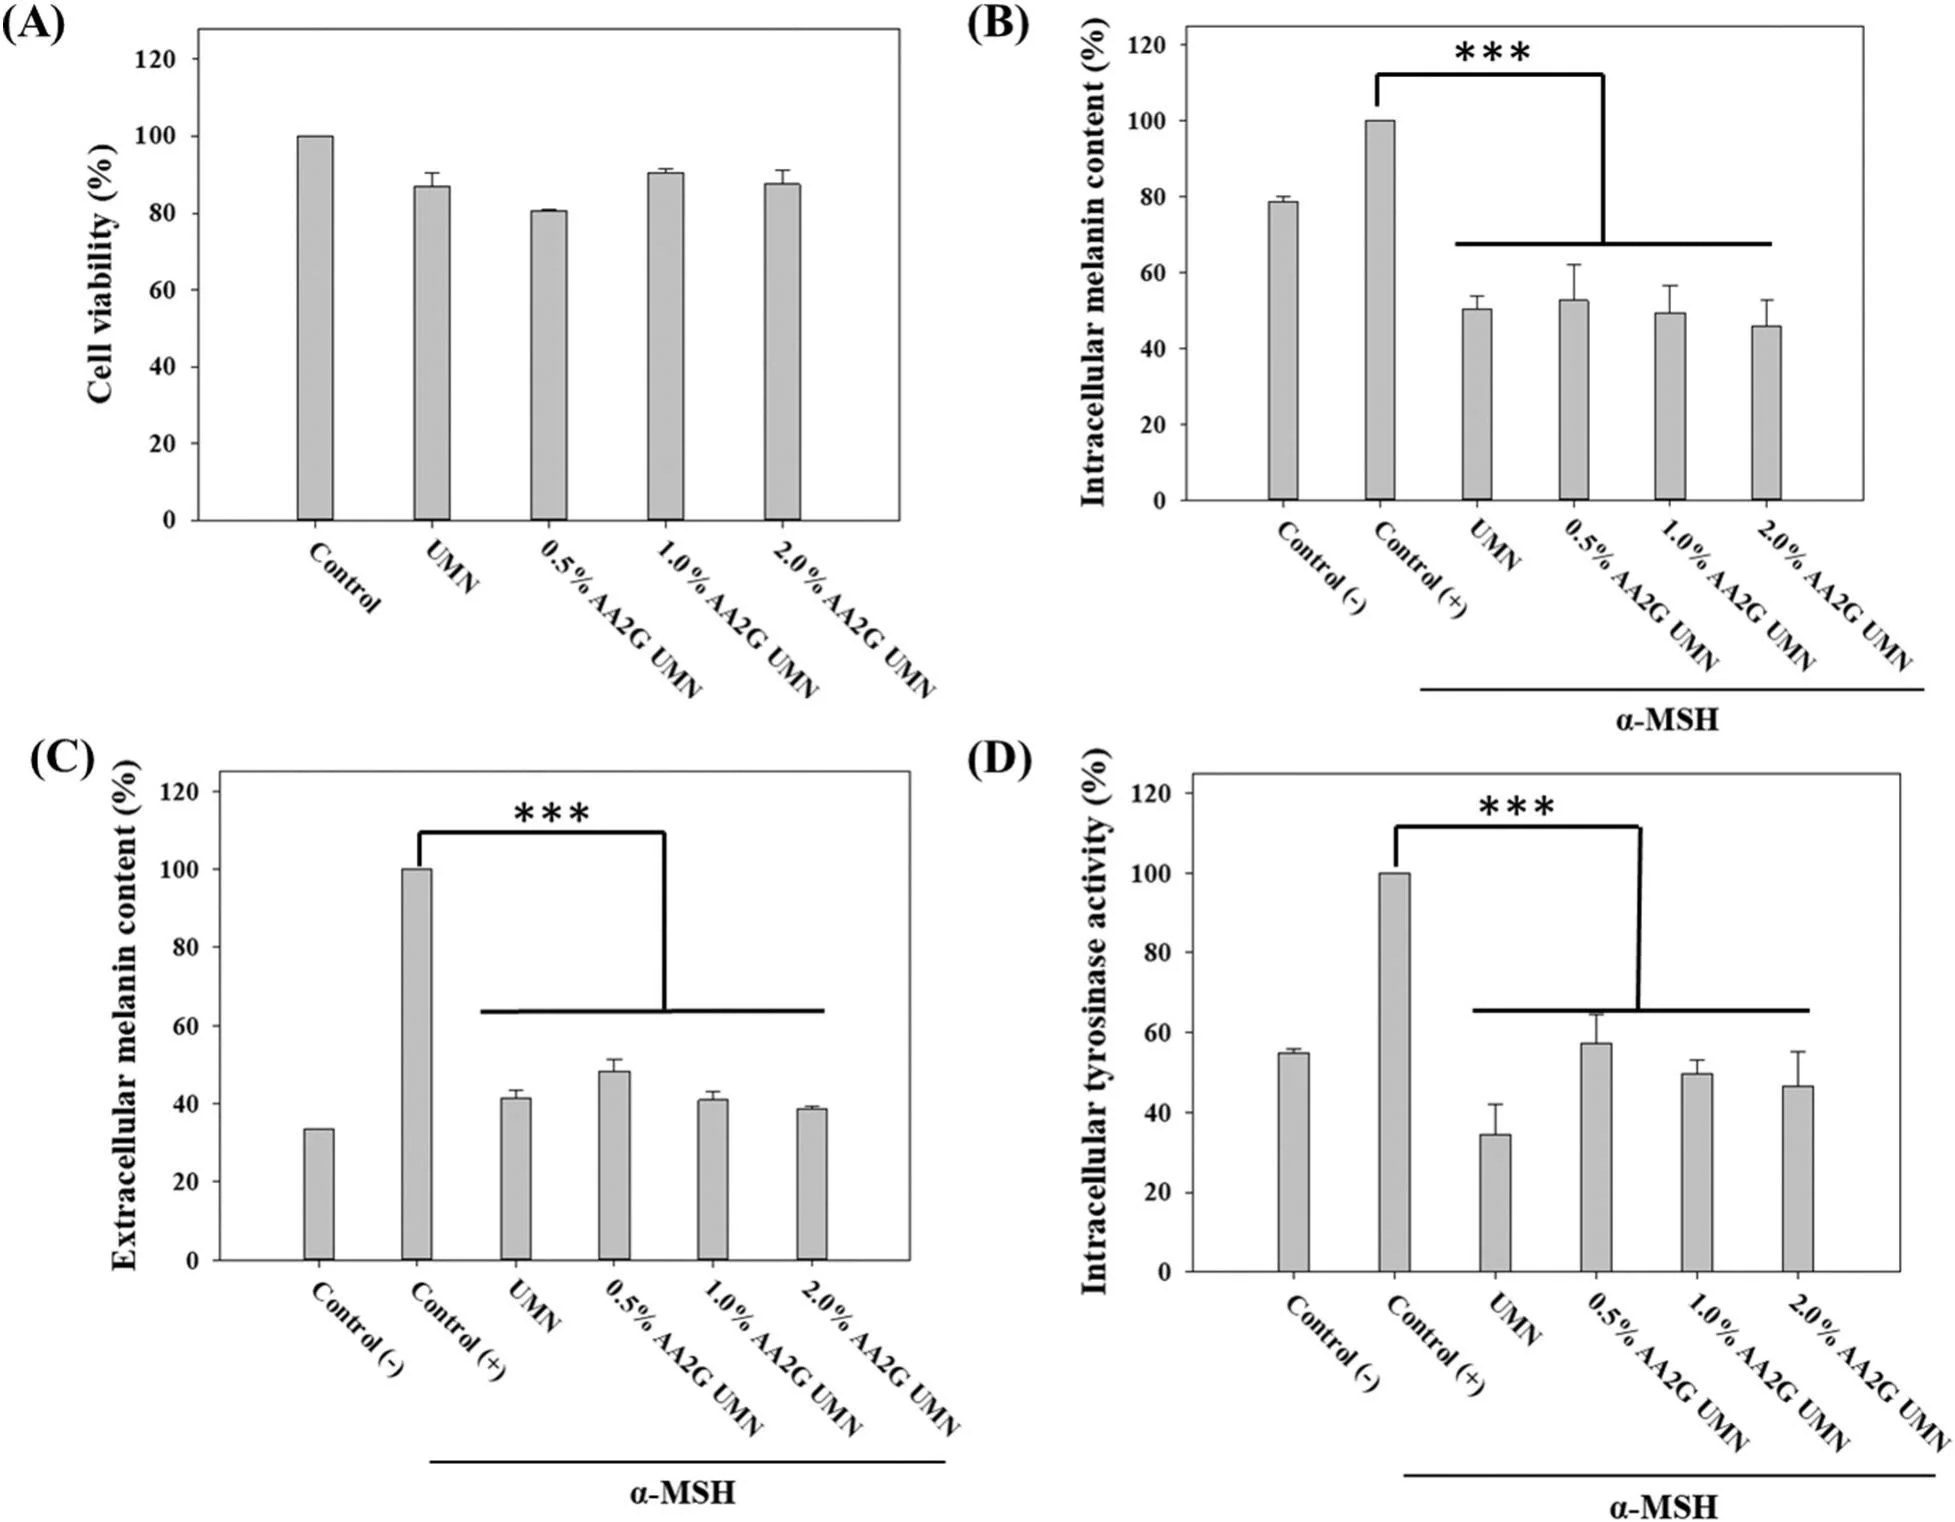 (A)
Cell viability (%)
120
100
80
60
40
20
0
Control
UMN
0.5% AA2G UMN
1.0% AA2G UMN
2.0% AA2G UMN
(B)
Intracellular melanin content (%)
120
100
80
60
40
20
0
***
Control (-)
Control (+)
UMN
0.5% AA2G UMN
1.0% AA2G UMN
2.0% AA2G UMN
α-MSH
(C)
Extracellular melanin content (%)
120
100
80
60
40
20
0
***
Control (-)
Control (+)
UMN
0.5% AA2G UMN
1.0% AA2G UMN
2.0% AA2G UMN
α-MSH
(D)
Intracellular tyrosinase activity (%)
120
100
80
60
40
20
0
***
Control (-)
Control (+)
UMN
0.5% AA2G UMN
1.0% AA2G UMN
2.0% AA2G UMN
α-MSH